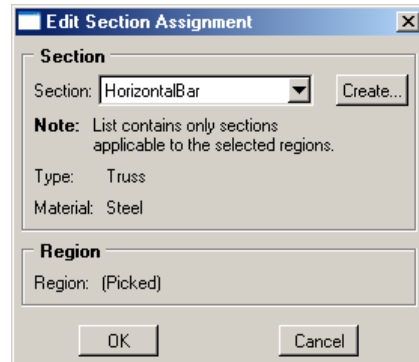 Edit Section Assignment
Section
Section: HorizontalBar Create...
Note: List contains only sections
applicable to the selected regions.
Type: Truss
Material: Steel
Region
Region: (Picked)
OK Cancel